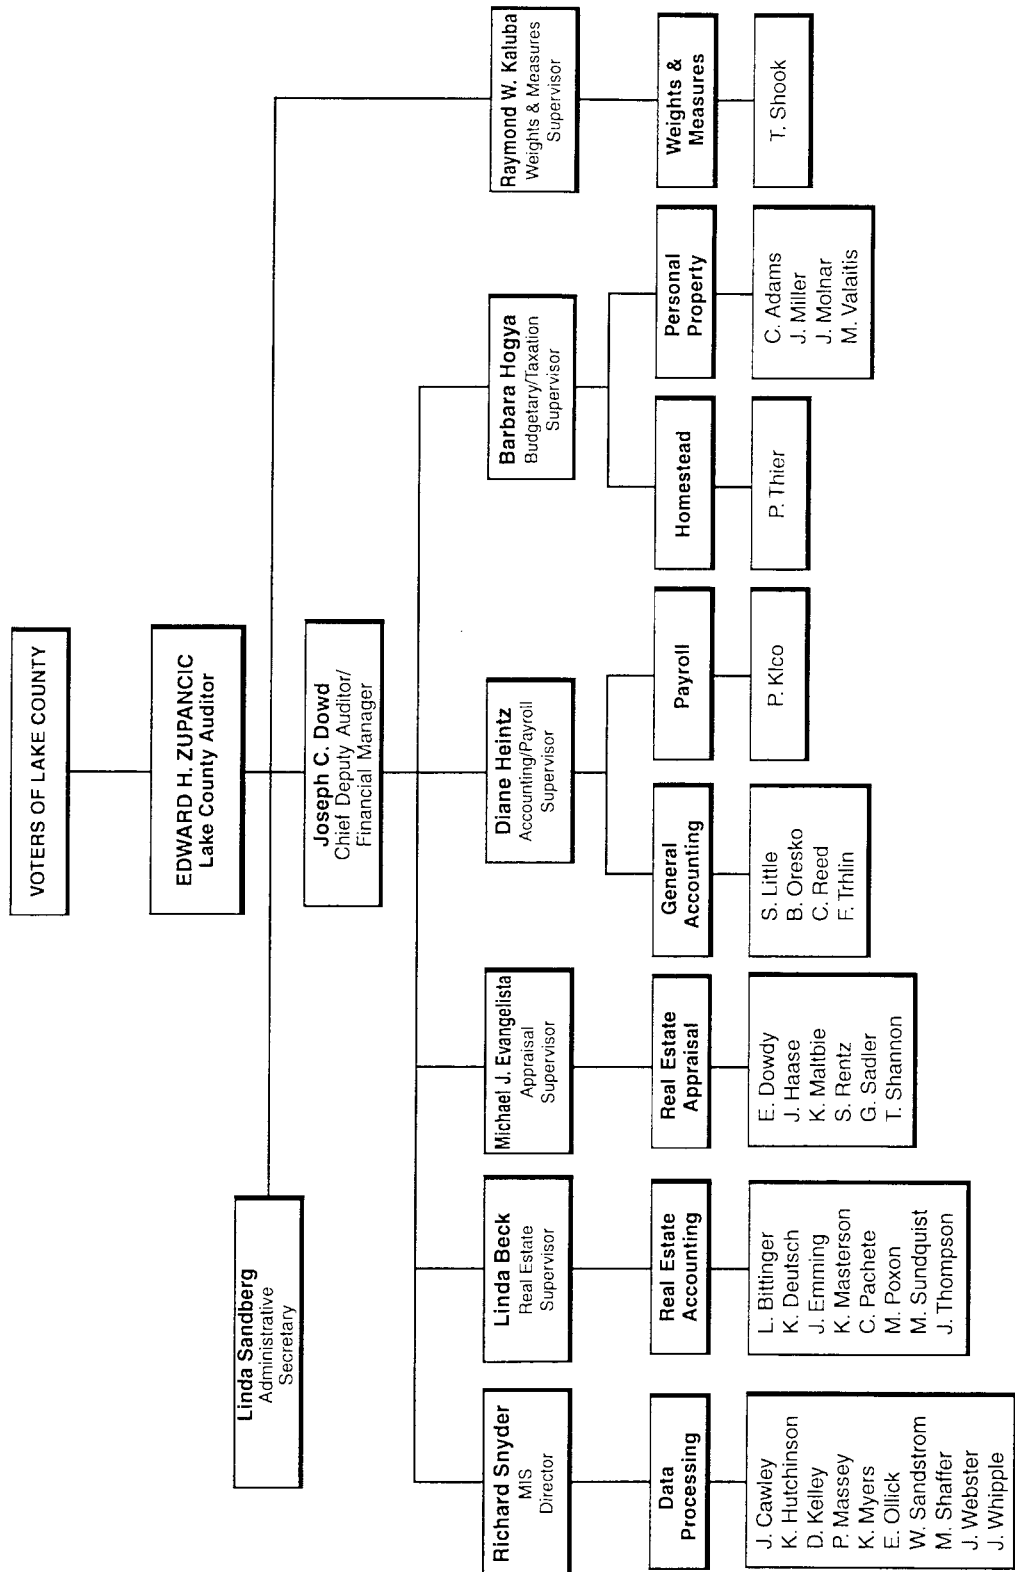 VOTERS OF LAKE COUNTY
EDWARD H. ZUPANCIC
Lake County Auditor
Linda Sandberg
Administrative
Secretary
Joseph C. Dowd
Chief Deputy Auditor/
Financial Manager
Richard Snyder
MIS
Director
Linda Beck
Real Estate
Supervisor
Michael J. Evangelista
Appraisal
Supervisor
Diane Heintz
Accounting/Payroll
Supervisor
Barbara Hogya
Budgetary/Taxation
Supervisor
Raymond W. Kaluba
Weights & Measures
Supervisor
Data
Processing
Real Estate
Accounting
Real Estate
Appraisal
General
Accounting
Payroll
Homestead
Personal
Property
Weights &
Measures
J. Cawley
K. Hutchinson
D. Kelley
P. Massey
K. Myers
E. Ollick
W. Sandstrom
M. Shaffer
J. Webster
J. Whipple
L. Bittinger
K. Deutsch
J. Emming
K. Masterson
C. Pachete
M. Poxon
M. Sundquist
J. Thompson
E. Dowdy
J. Haase
K. Maltbie
S. Rentz
G. Sadler
T. Shannon
S. Little
B. Oresko
C. Reed
F. Trhlin
P. Klco
P. Thier
C. Adams
J. Miller
J. Molnar
M. Valaitis
T. Shook